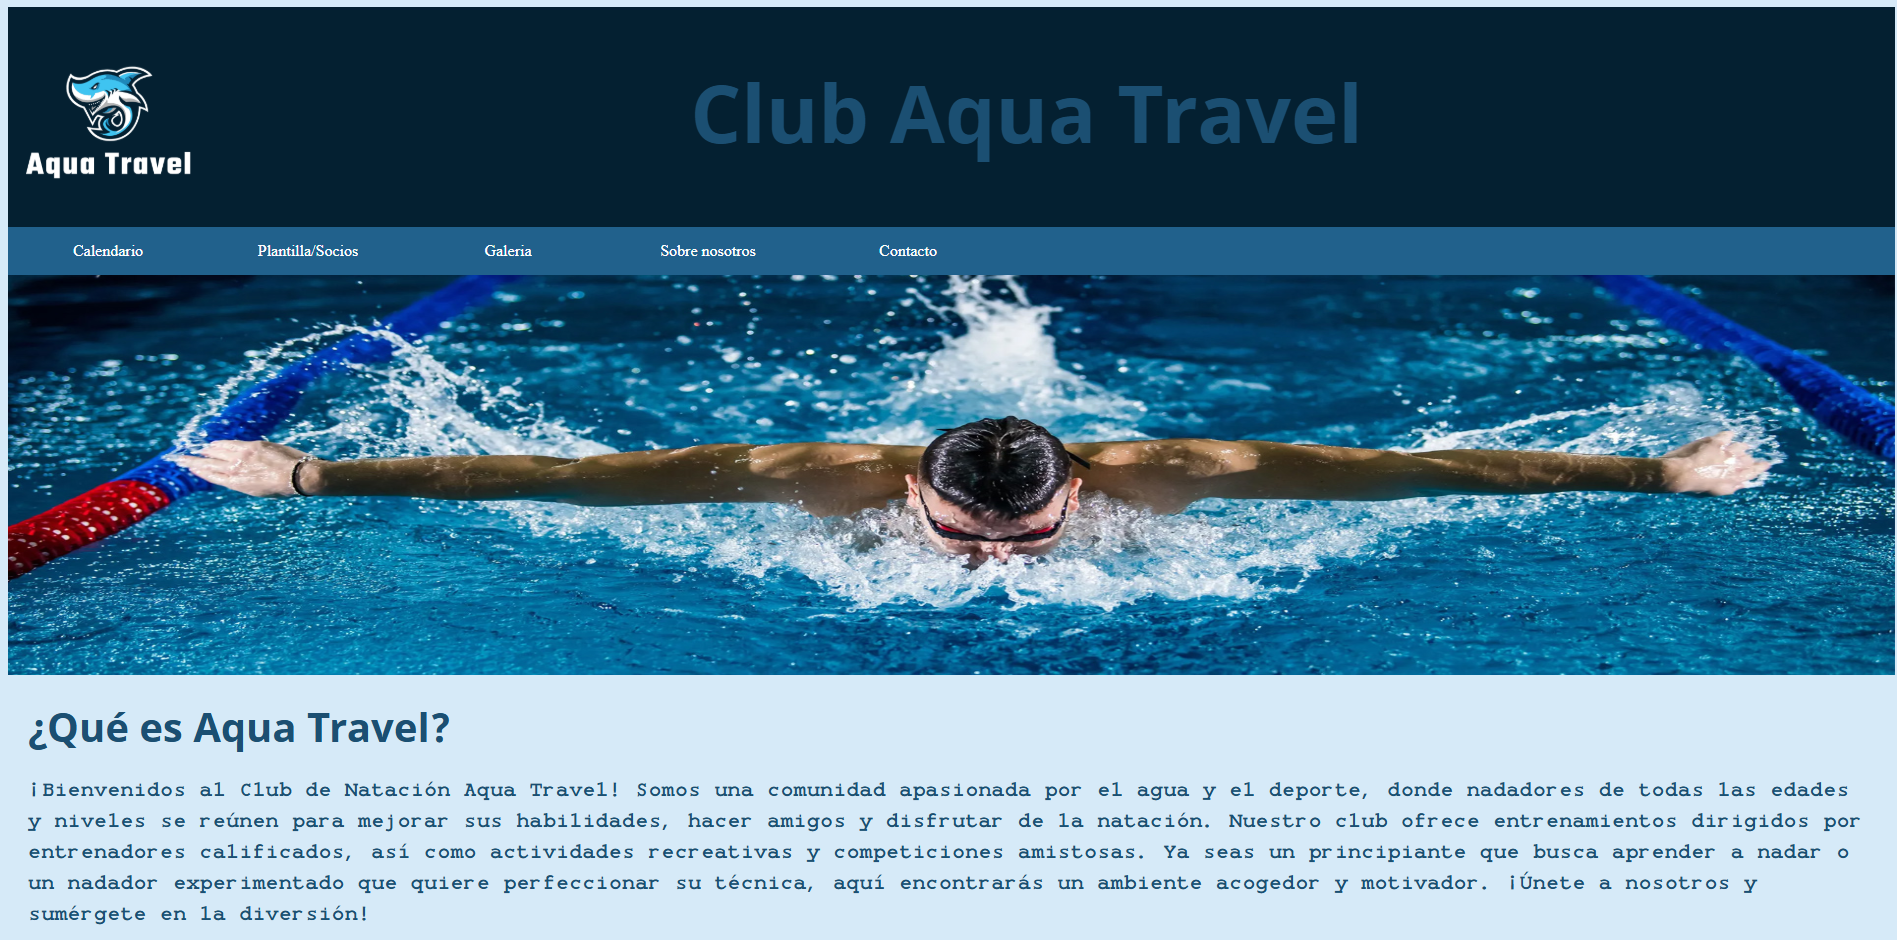 Aqua Travel
Club Aqua Travel
Calendario
Plantilla/Socios
Galeria
Sobre nosotros
Contacto
¿Qué es Aqua Travel?
¡Bienvenidos al Club de Natación Aqua Travel! Somos una comunidad apasionada por el agua y el deporte, donde nadadores de todas las edades
y niveles se reúnen para mejorar sus habilidades, hacer amigos y disfrutar de la natación. Nuestro club ofrece entrenamientos dirigidos por
entrenadores calificados, así como actividades recreativas y competiciones amistosas. Ya seas un principiante que busca aprender a nadar o
un nadador experimentado que quiere perfeccionar su técnica, aquí encontrarás un ambiente acogedor y motivador. ¡Únete a nosotros y
sumérgete en la diversión!